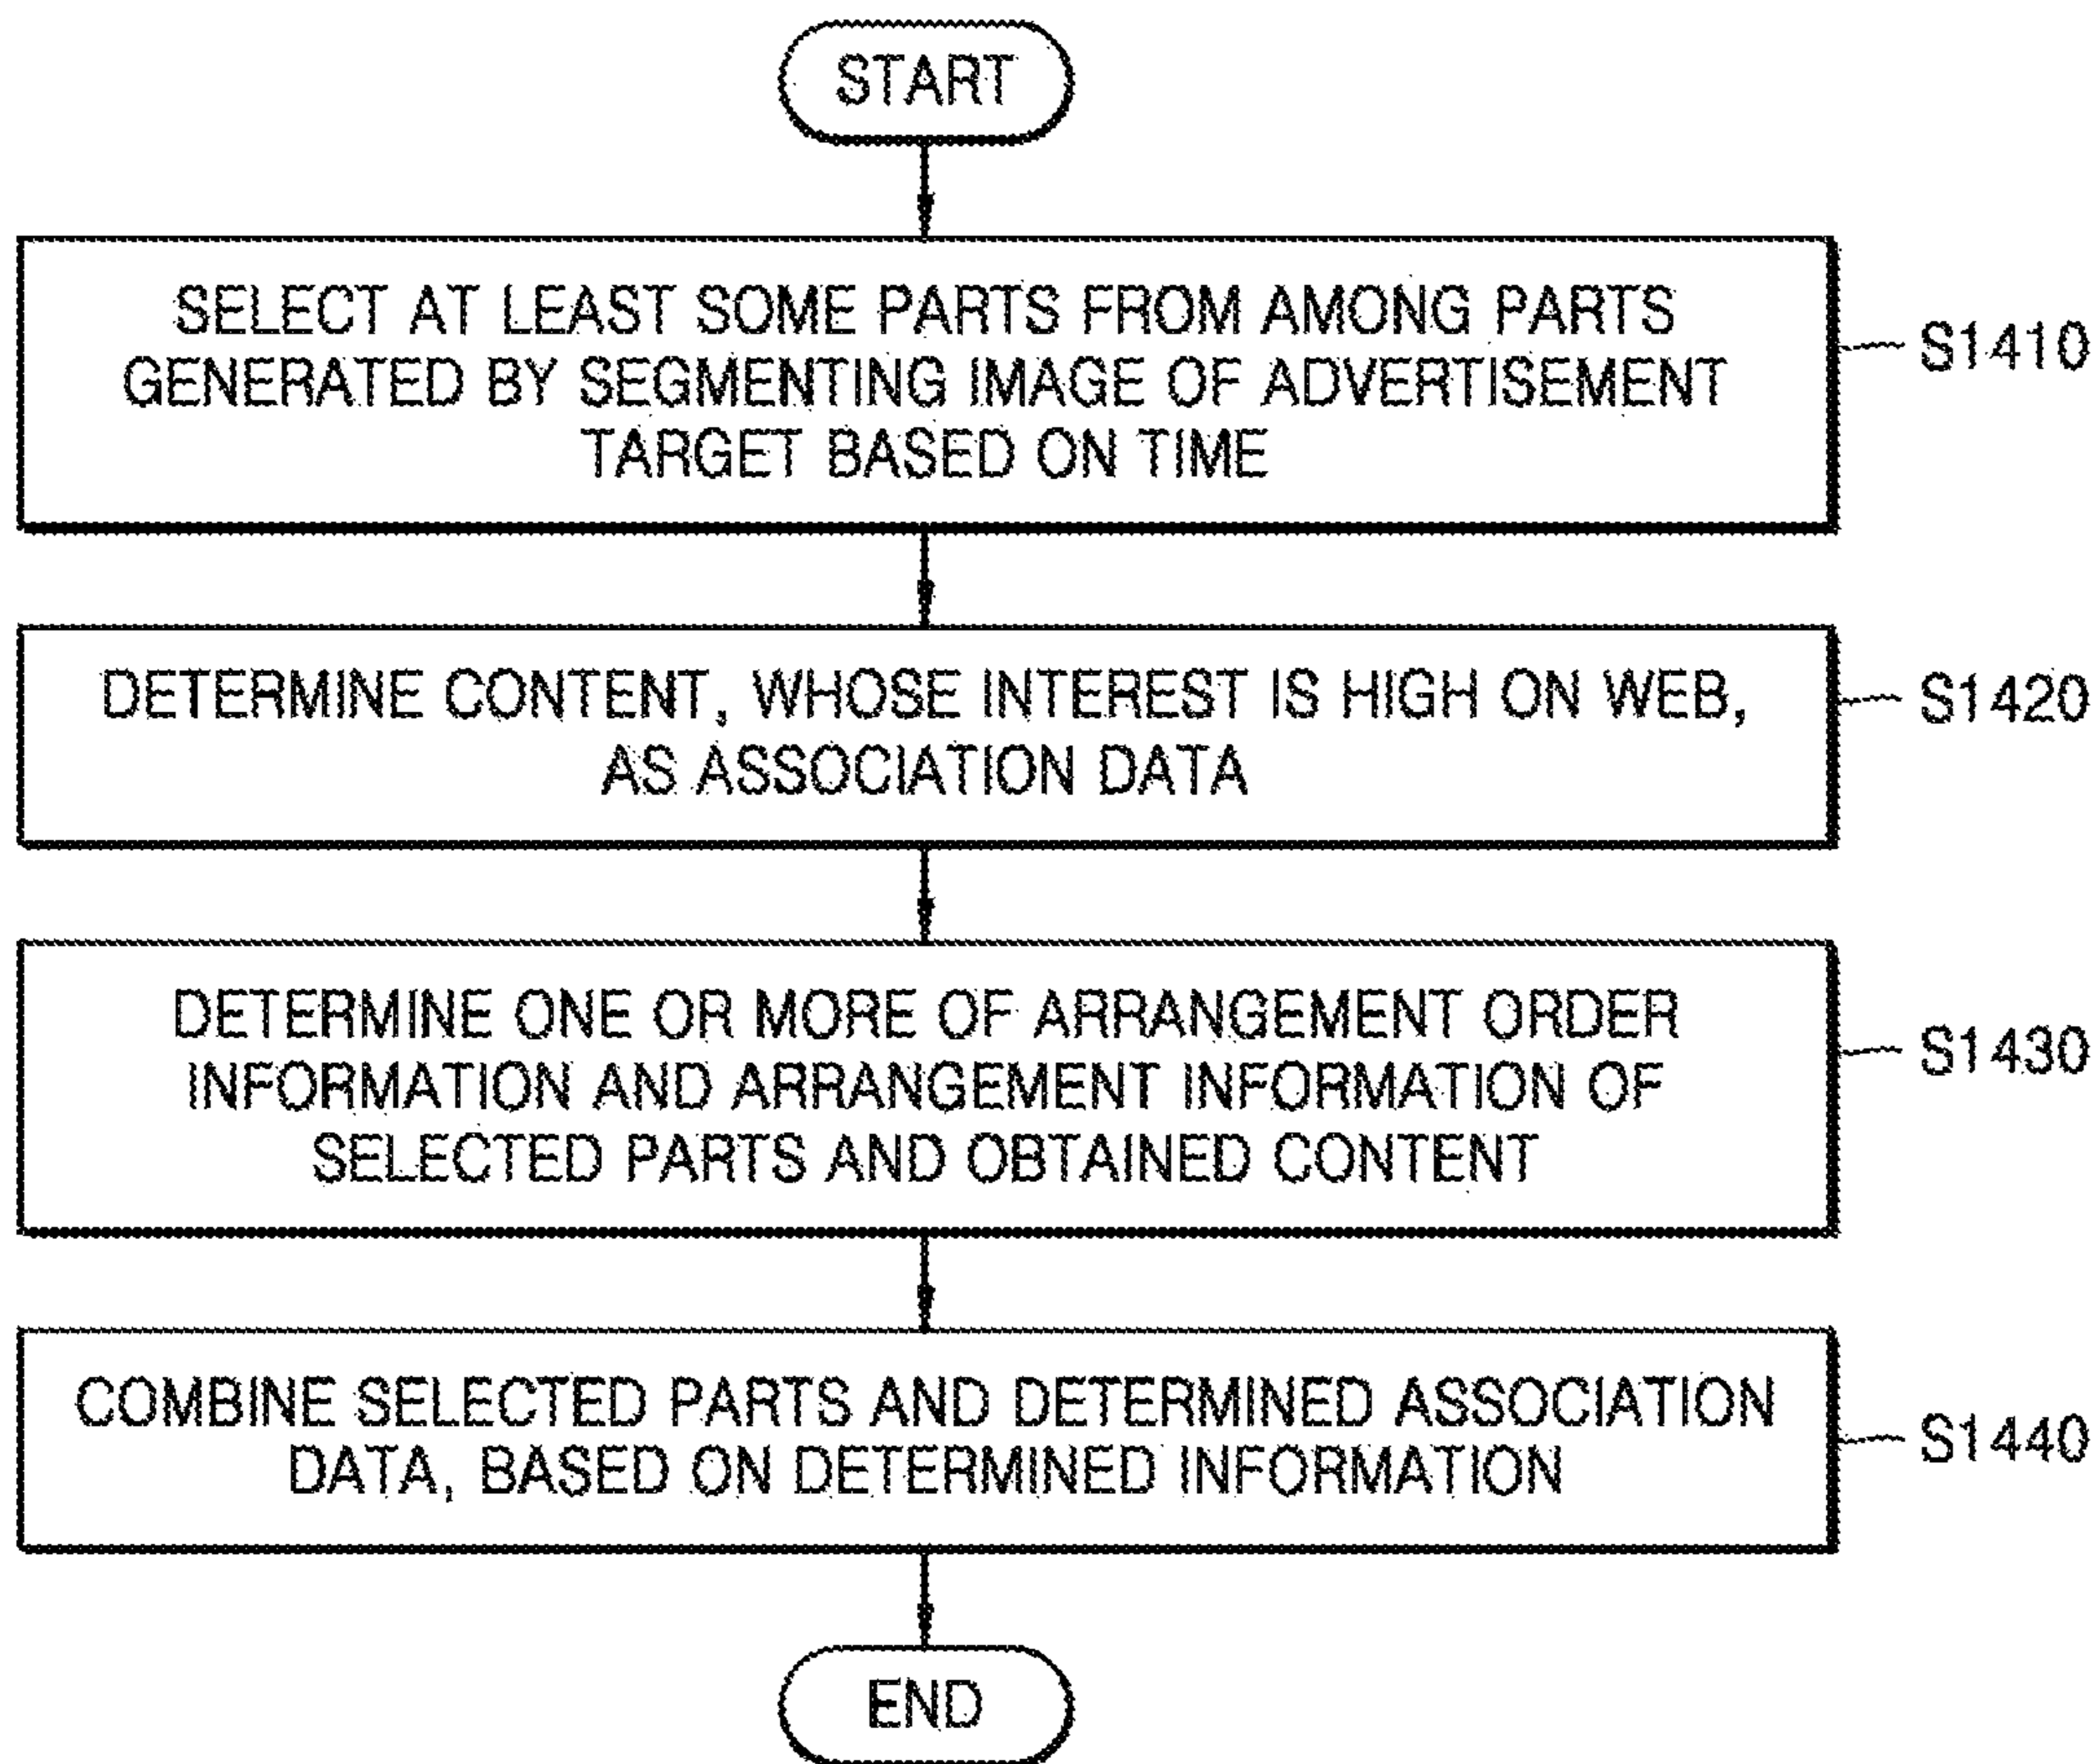 START
SELECT AT LEAST SOME PARTS FROM AMONG PARTS
GENERATED BY SEGMENTING IMAGE OF ADVERTISEMENT
TARGET BASED ON TIME
S1410
DETERMINE CONTENT, WHOSE INTEREST IS HIGH ON WEB,
AS ASSOCIATION DATA
S1420
DETERMINE ONE OR MORE OF ARRANGEMENT ORDER
INFORMATION AND ARRANGEMENT INFORMATION OF
SELECTED PARTS AND OBTAINED CONTENT
S1430
COMBINE SELECTED PARTS AND DETERMINED ASSOCIATION
DATA, BASED ON DETERMINED INFORMATION
S1440
END